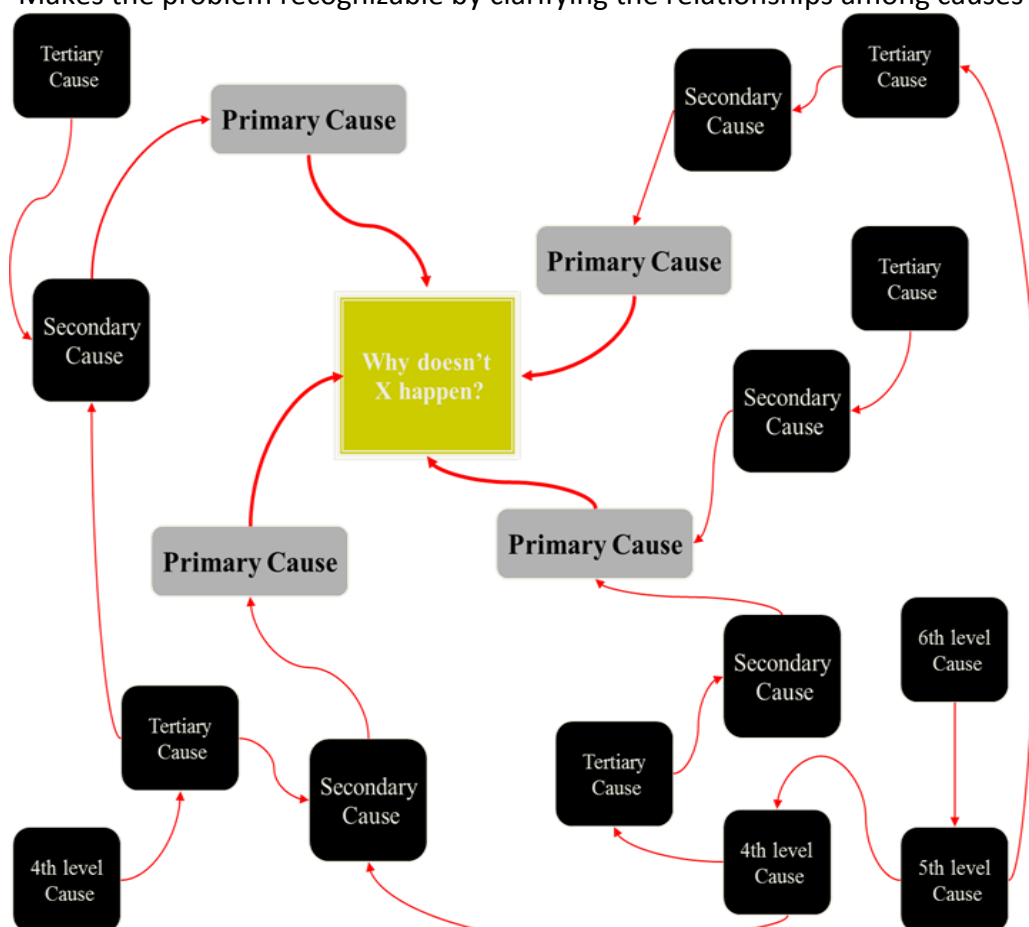 Makes the problem recognizable by clarifying the relationships among causes
Tertiary
Cause
Primary Cause
Secondary
Cause
Tertiary
Cause
Primary Cause
Tertiary
Cause
Secondary
Cause
Why doesn’t
X happen?
Secondary
Cause
Primary Cause
Primary Cause
Secondary
Cause
6th level
Cause
Tertiary
Cause
Secondary
Cause
Tertiary
Cause
4th level
Cause
4th level
Cause
5th level
Cause